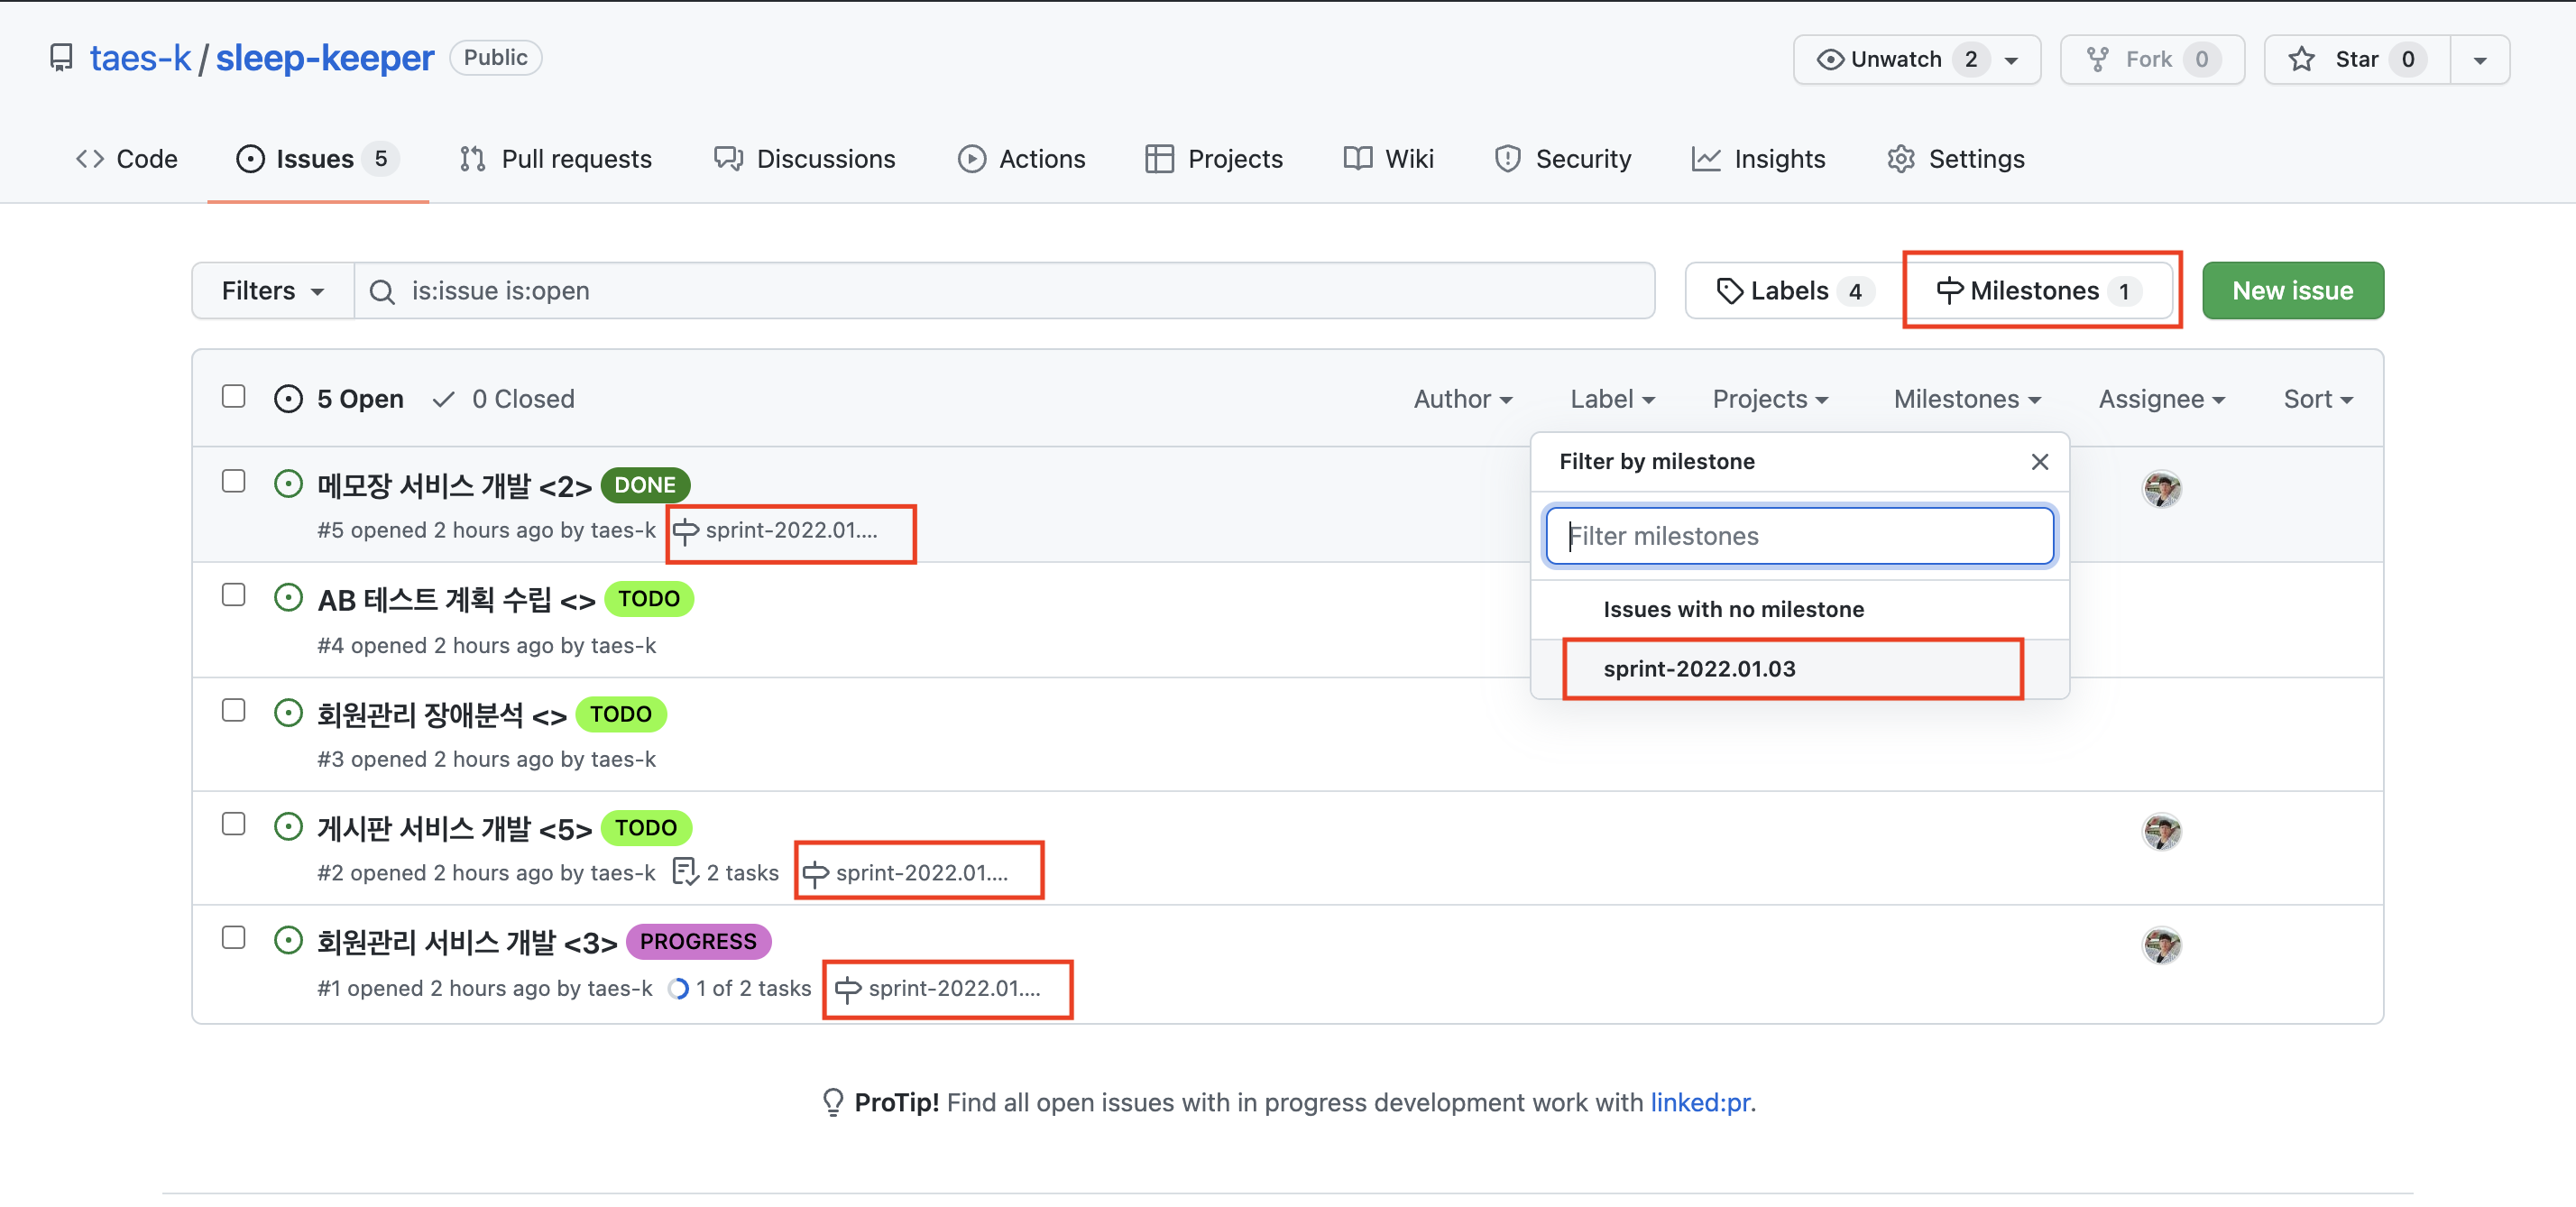 taes-k / sleep-keeper Public Unwatch 2 Fork 0 Star 0
Code Issues 5 Pull requests Discussions Actions Projects Wiki Security Insights Settings
Filters is:issue is:open Labels 4 Milestones 1 New issue
5 Open 0 Closed Author Label Projects Milestones Assignee Sort
메모장 서비스 개발 <2> DONE
#5 opened 2 hours ago by taes-k sprint-2022.01....
AB 테스트 계획 수립 <> TODO
#4 opened 2 hours ago by taes-k
회원관리 장애분석 <> TODO
#3 opened 2 hours ago by taes-k
게시판 서비스 개발 <5> TODO
#2 opened 2 hours ago by taes-k 2 tasks sprint-2022.01....
회원관리 서비스 개발 <3> PROGRESS
#1 opened 2 hours ago by taes-k 1 of 2 tasks sprint-2022.01....
Filter by milestone
Filter milestones
Issues with no milestone
sprint-2022.01.03
ProTip! Find all open issues with in progress development work with linked:pr.